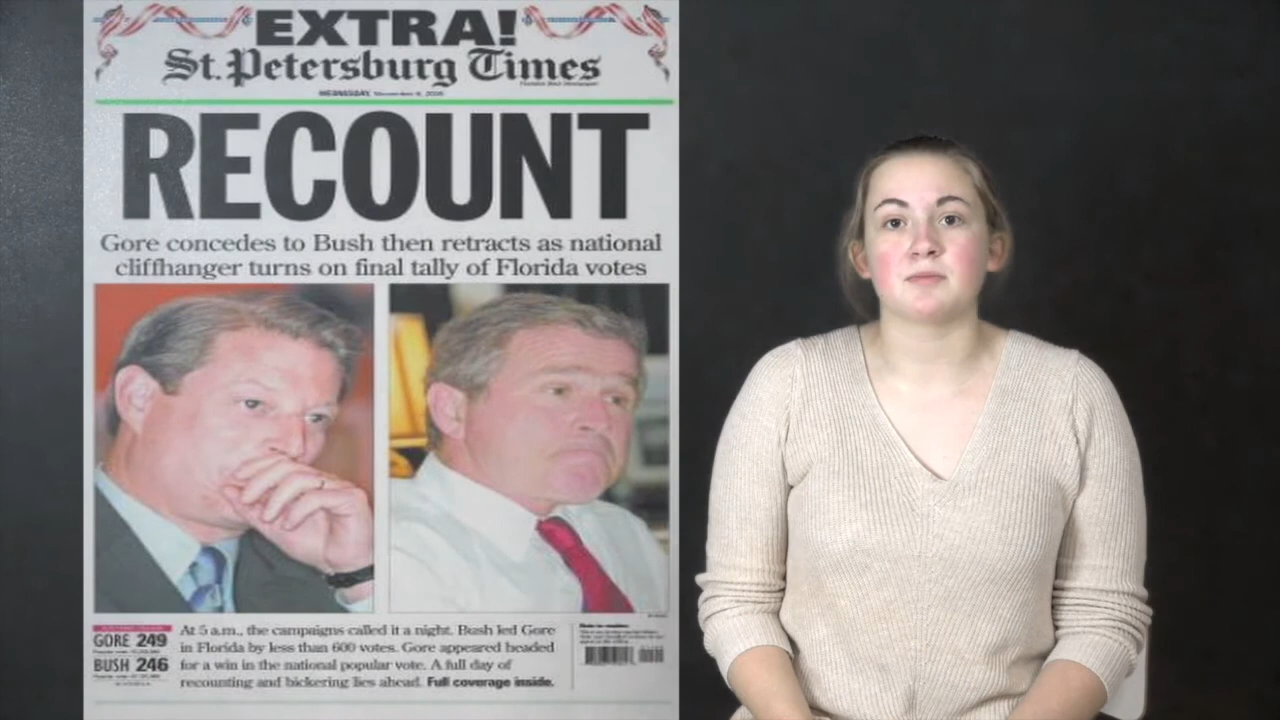 EXTRA!
St. Petersburg Times
WEDNESDAY,
RECOUNT
Gore concedes to Bush then retracts as national
cliffhanger turns on final tally of Florida votes
GORE 249
BUSH 246
At 5 a.m., the campaigns called it a night. Bush led Gore
in Florida by less than 600 votes. Gore appeared headed
for a win in the national popular vote. A full day of
recounting and bickering lies ahead. Full coverage inside.